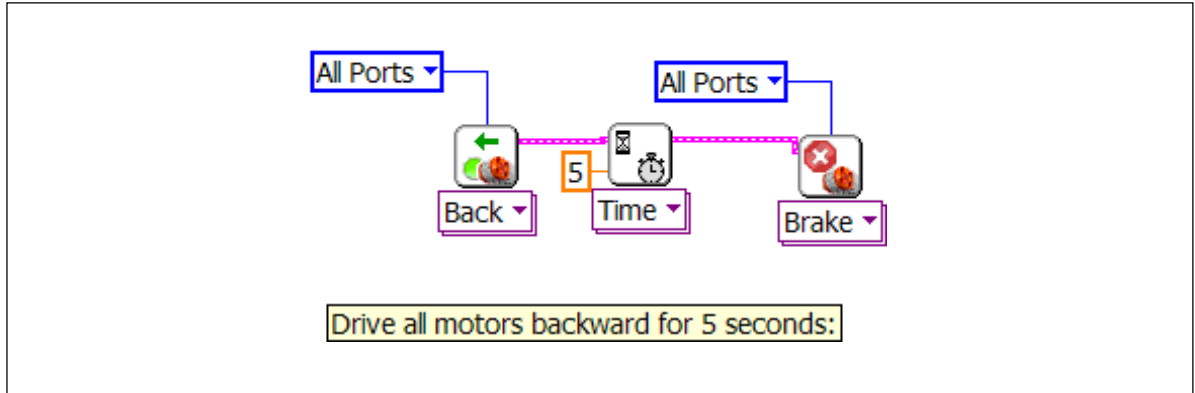 All Ports
All Ports
5
Back
Time
Brake
Drive all motors backward for 5 seconds: